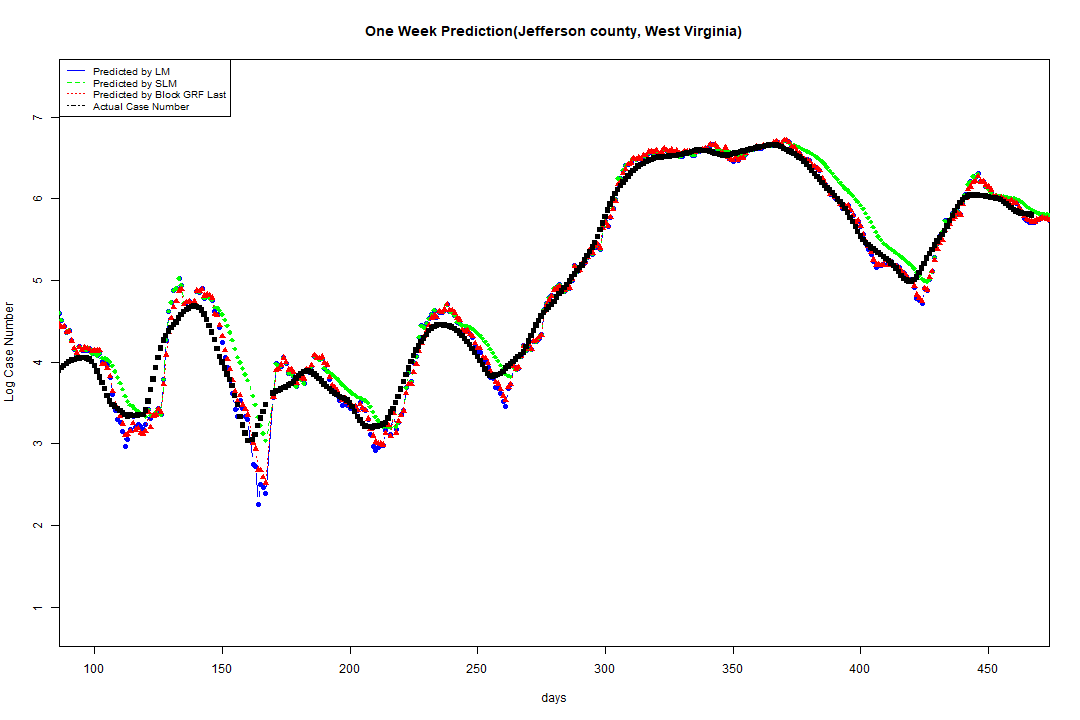 One Week Prediction(Jefferson county, West Virginia)
Predicted by LM
Predicted by SLM
Predicted by Block GRF Last
Actual Case Number
Log Case Number
7
6
5
4
3
2
1
100 150 200 250 300 350 400 450
days